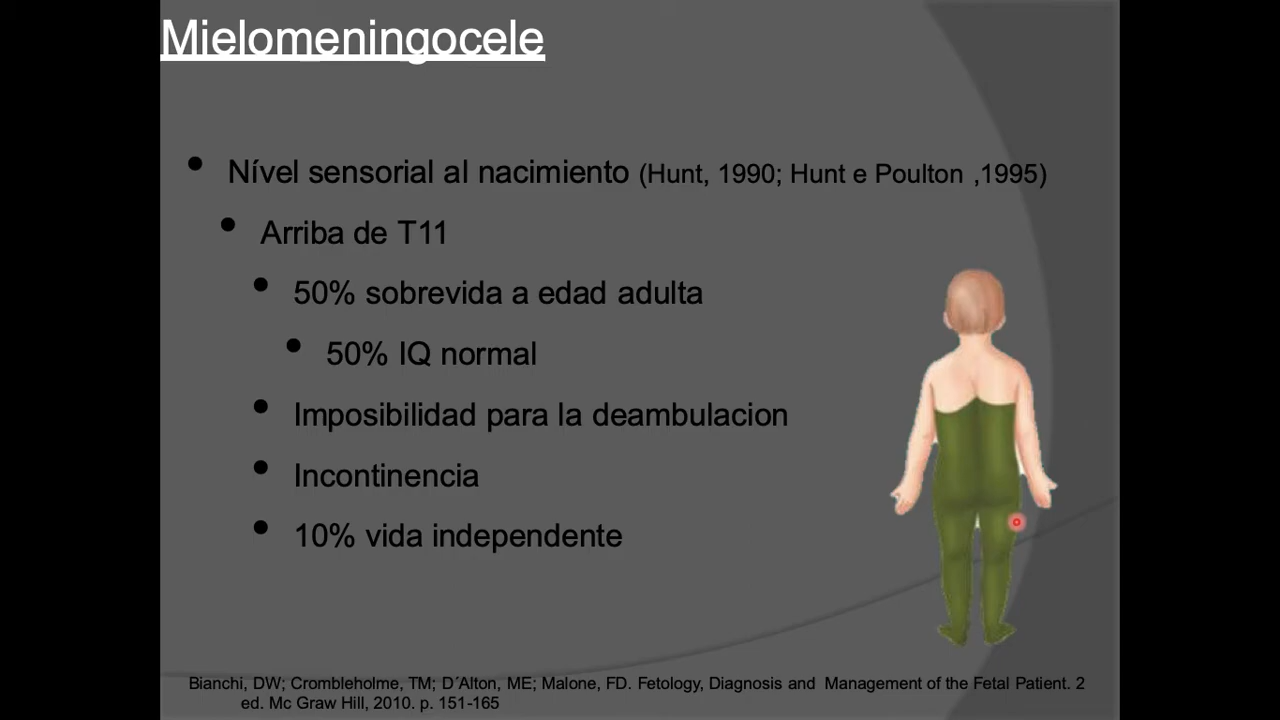 Mielomeningocele
• Nível sensorial al nacimiento (Hunt, 1990; Hunt e Poulton ,1995)
• Arriba de T11
• 50% sobrevida a edad adulta
• 50% IQ normal
• Imposibilidad para la deambulacion
• Incontinencia
• 10% vida independente
Bianchi, DW; Crombleholme, TM; D´Alton, ME; Malone, FD. Fetology, Diagnosis and Management of the Fetal Patient. 2
ed. Mc Graw Hill, 2010. p. 151-165